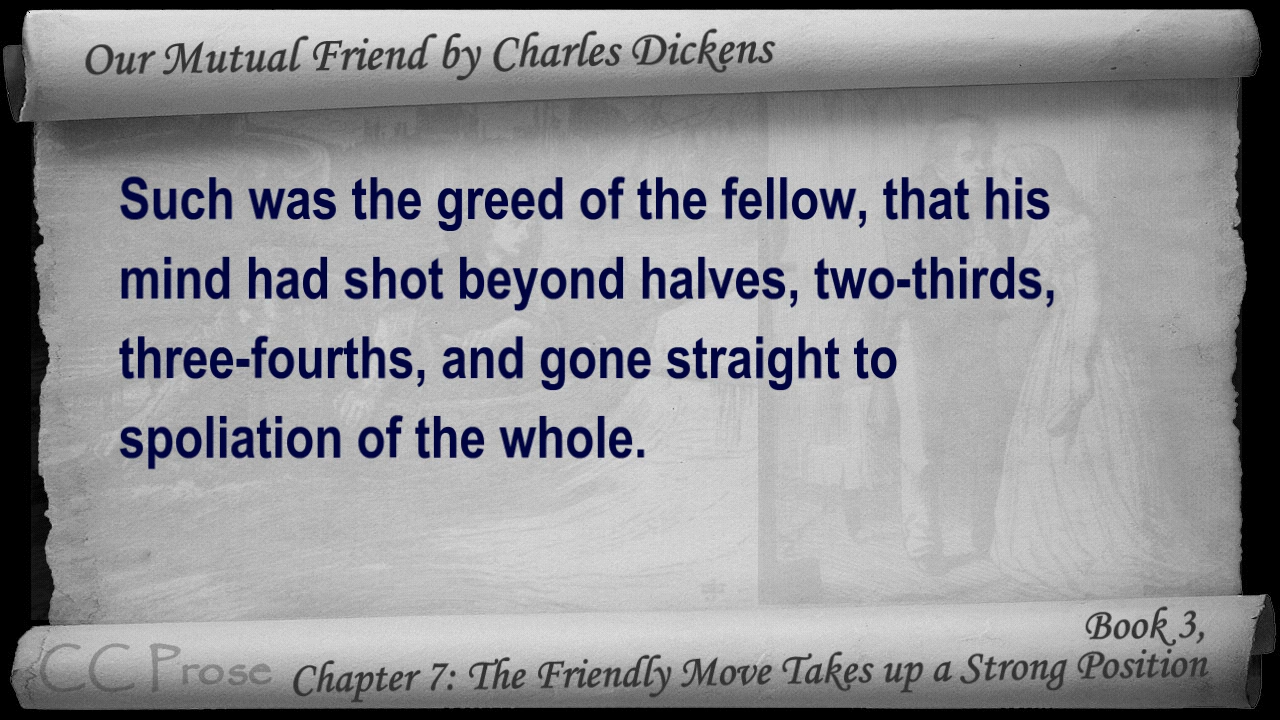 Our Mutual Friend by Charles Dickens
Such was the greed of the fellow, that his
mind had shot beyond halves, two-thirds,
three-fourths, and gone straight to
spoliation of the whole.
Book 3,
CC Prose Chapter 7: The Friendly Move Takes up a Strong Position